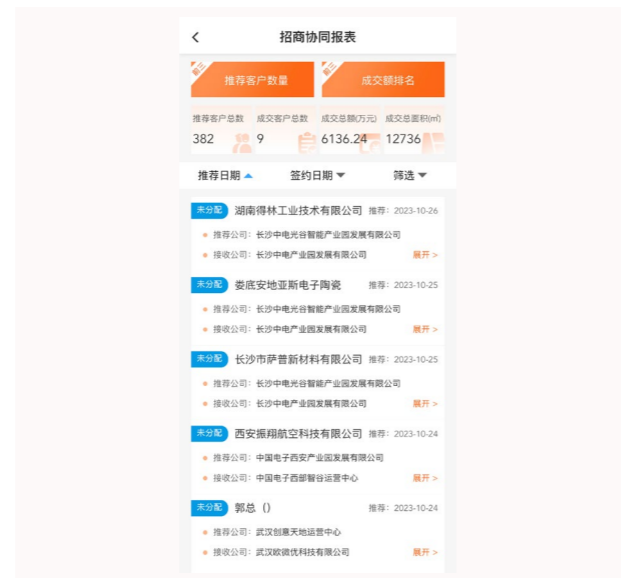 招商协同报表
推荐客户数量 成交额排名
推荐客户总数 成交客户总数 成交总额(万元) 成交总面积(㎡)
382 9 6136.24 12736
推荐日期 签约日期 筛选
未分配 湖南得林工业技术有限公司 推荐: 2023-10-26
推荐公司: 长沙中电光谷智能产业园发展有限公司
接收公司: 长沙中电产业园发展有限公司 展开 >
未分配 娄底安地亚斯电子陶瓷 推荐: 2023-10-25
推荐公司: 长沙中电光谷智能产业园发展有限公司
接收公司: 长沙中电产业园发展有限公司 展开 >
未分配 长沙市萨普新材料有限公司 推荐: 2023-10-25
推荐公司: 长沙中电光谷智能产业园发展有限公司
接收公司: 长沙中电产业园发展有限公司 展开 >
未分配 西安振翔航空科技有限公司 推荐: 2023-10-24
推荐公司: 中国电子西安产业园发展有限公司
接收公司: 中国电子西部智谷运营中心 展开 >
未分配 郭总（） 推荐: 2023-10-24
推荐公司: 武汉创意天地运营中心
接收公司: 武汉欧微优科技有限公司 展开 >